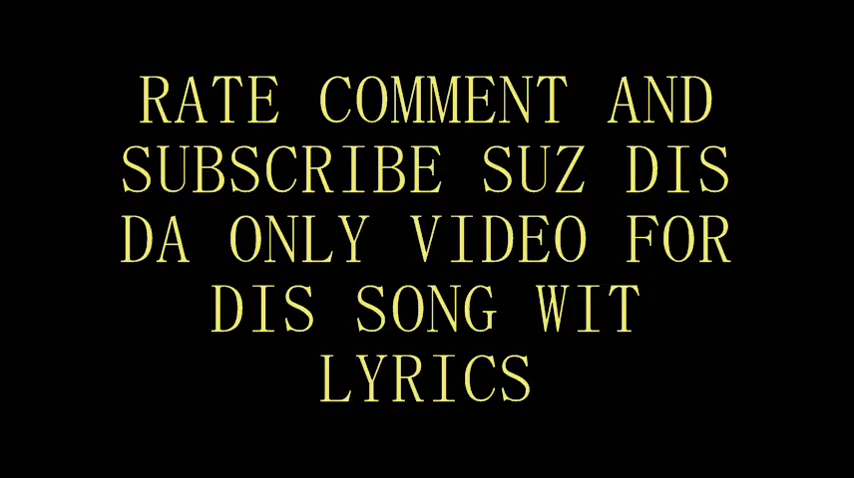 RATE COMMENT AND
SUBSCRIBE SUZ DIS
DA ONLY VIDEO FOR
DIS SONG WIT
LYRICS